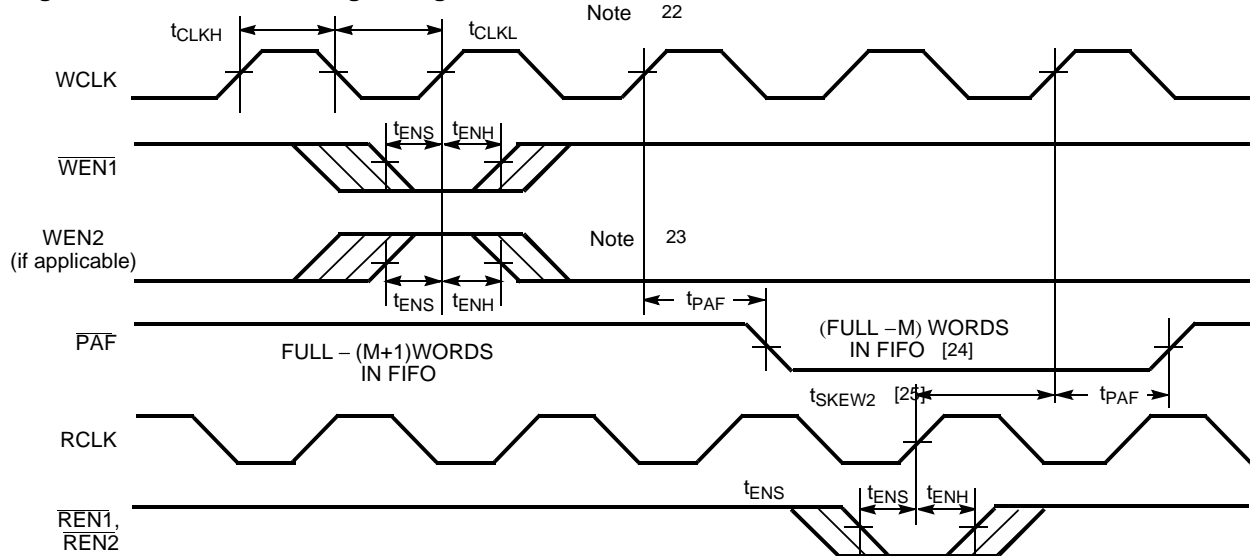 Note 22
tCLKH
tCLKL
WCLK
tENS tENH
WEN1
WEN2
(if applicable)
Note 23
tENS tENH
tPAF
PAF
FULL – (M+1)WORDS
IN FIFO
(FULL –M) WORDS
IN FIFO [24]
tSKEW2 [25]
tPAF
RCLK
tENS
tENS tENH
REN1,
REN2